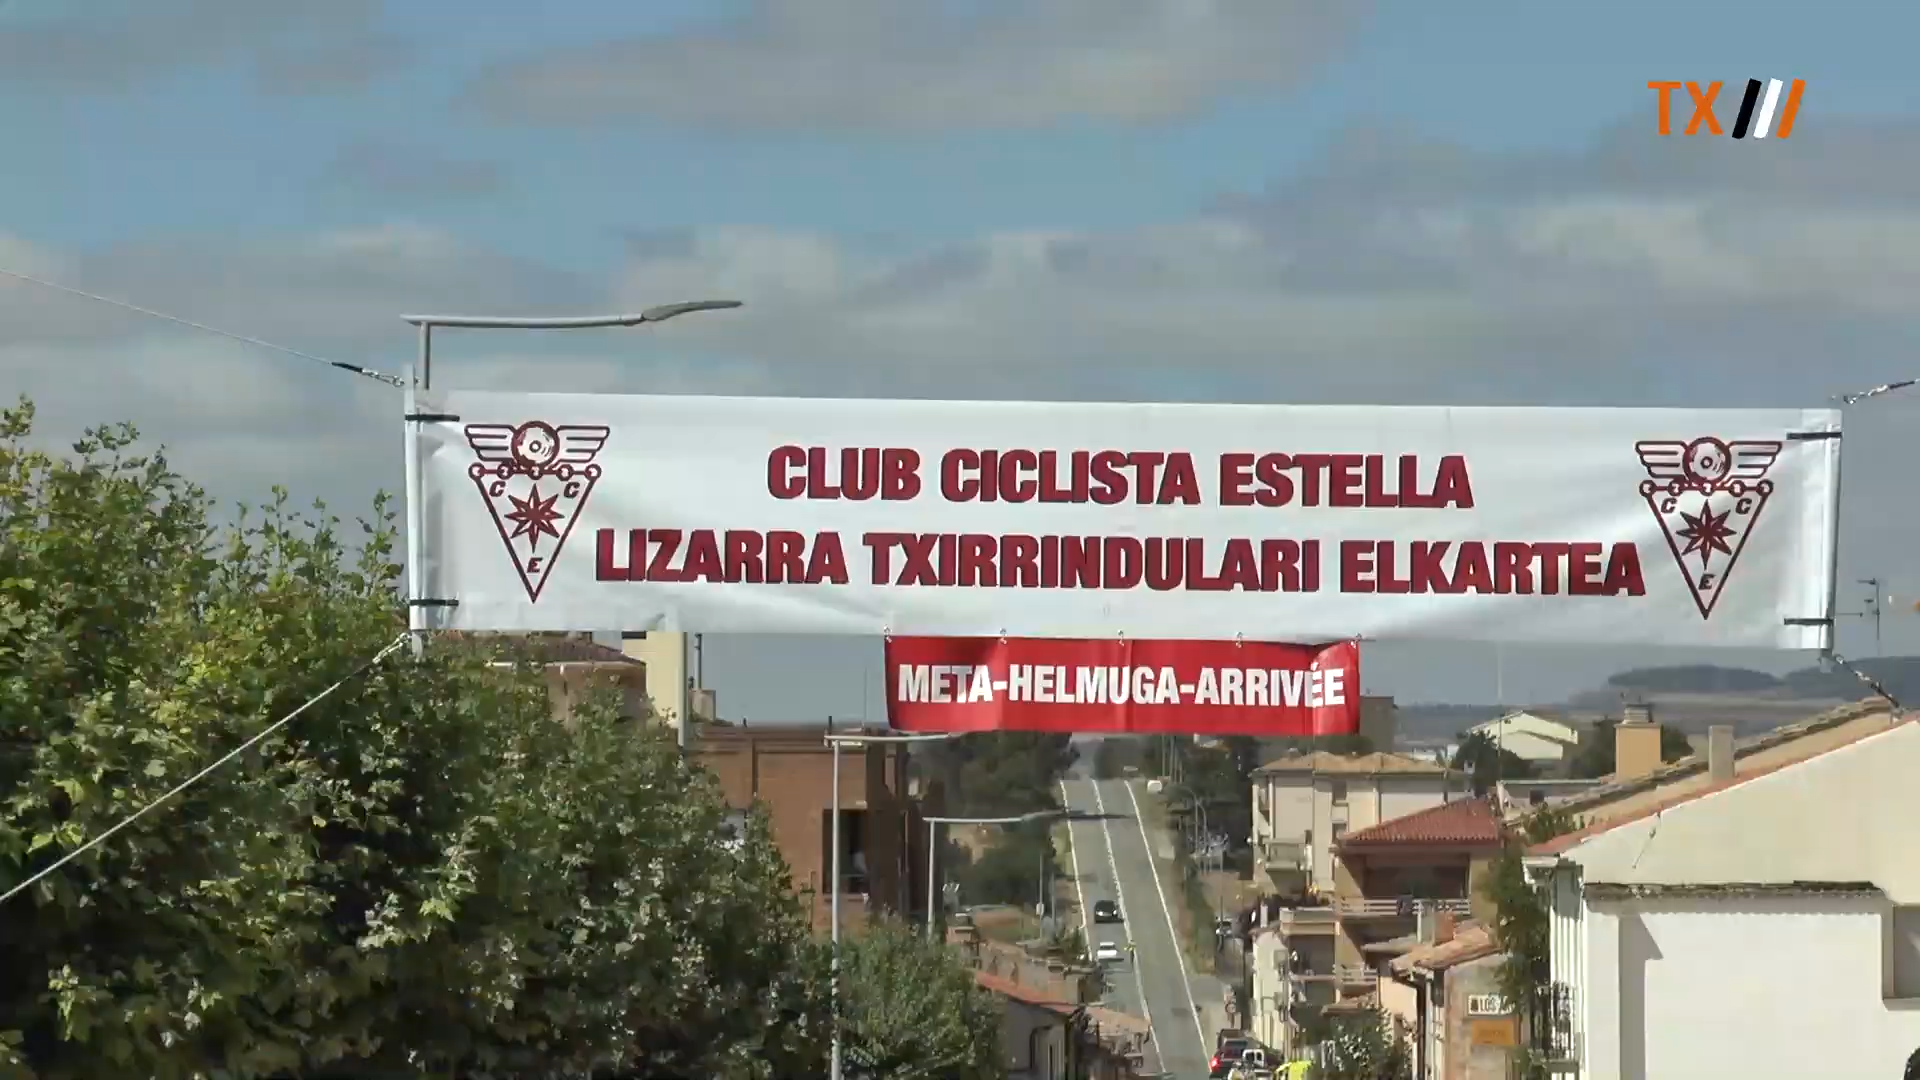 TX
CLUB CICLISTA ESTELLA
LIZARRA TXIRRINDULARI ELKARTEA
C C
E
C C
E
META-HELMUGA-ARRIVÉE